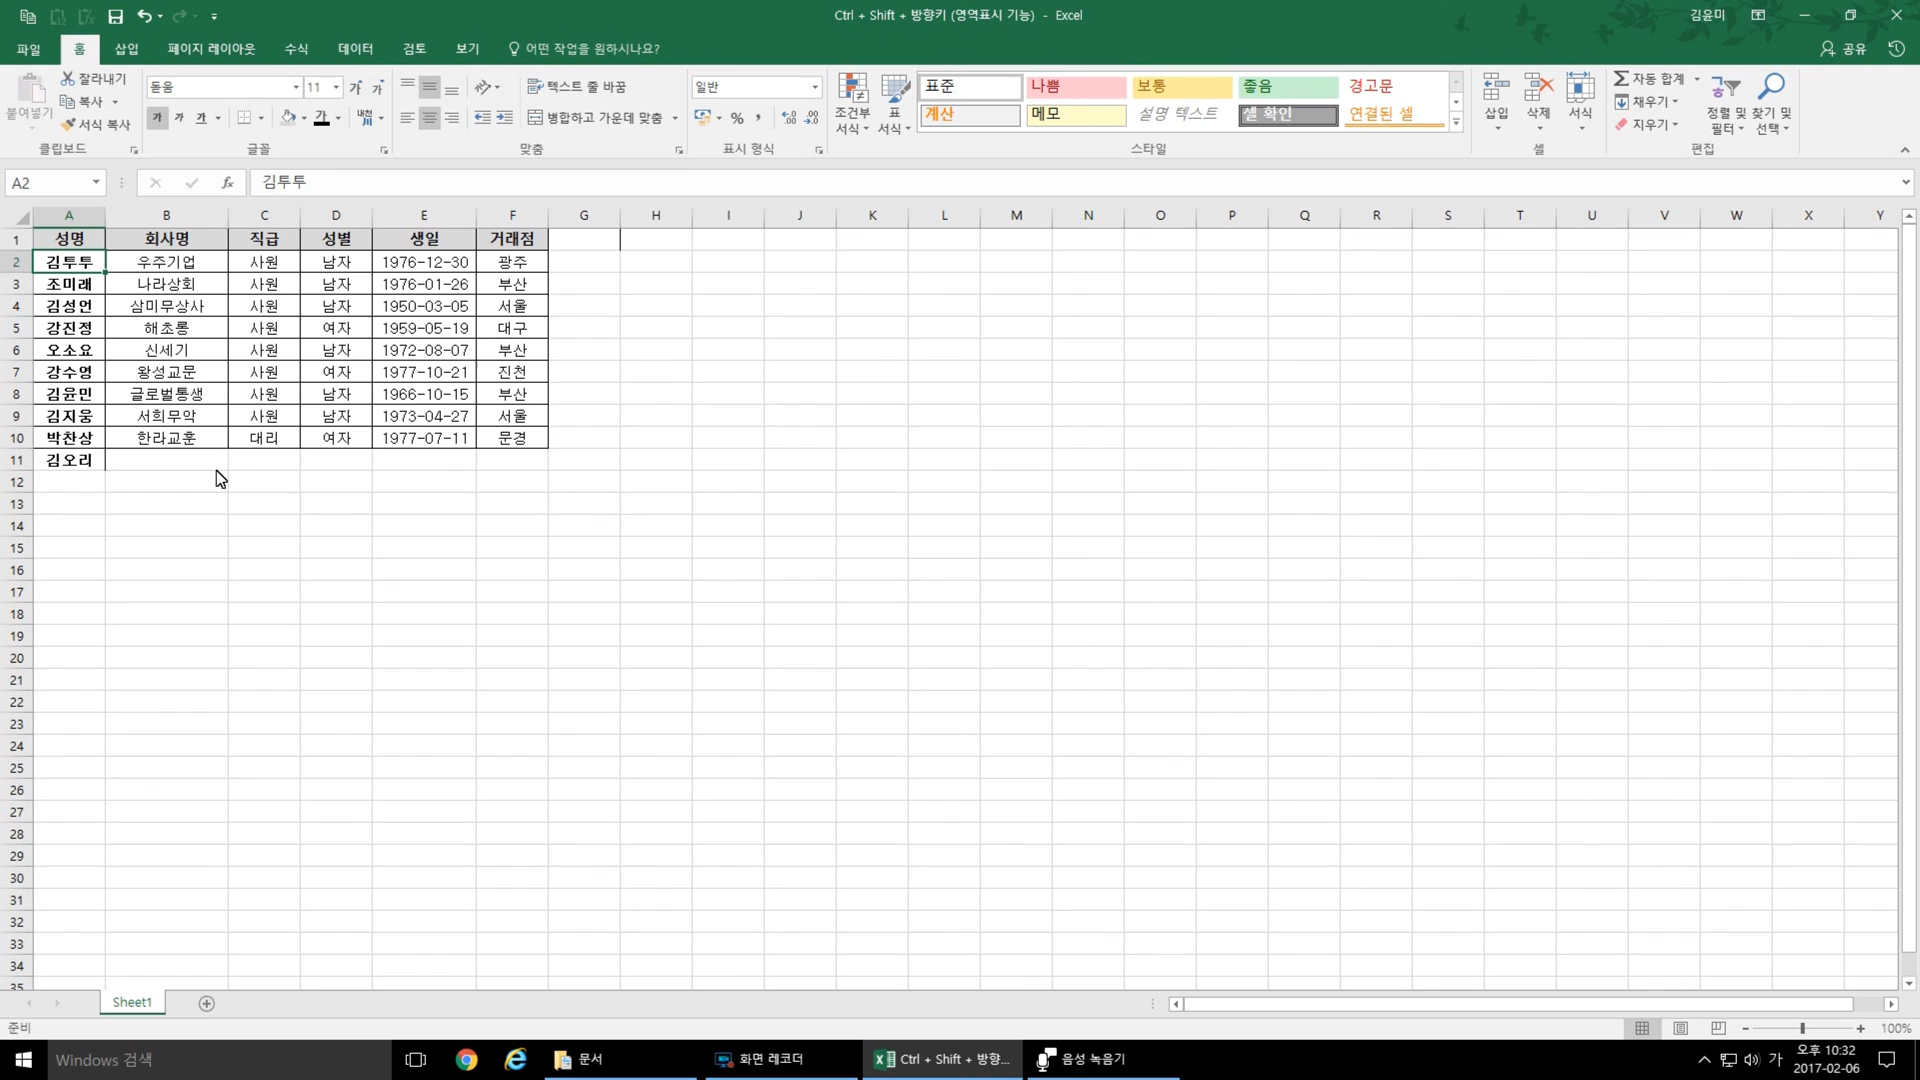 Ctrl + Shift + 방향키 (영역표시 기능) - Excel
김윤미
파일 홈 삽입 페이지 레이아웃 수식 데이터 검토 보기 어떤 작업을 원하시나요? 공유
붙여넣기
잘라내기
복사
서식 복사
클립보드
돋움 11
가 가 가 가 가
내천
글꼴
텍스트 줄 바꿈
병합하고 가운데 맞춤
맞춤
일반
% ,
표시 형식
조건부 서식
표 서식
표준 나쁨 보통 좋음 경고문
계산 메모 설명 텍스트 셀 확인 연결된 셀
스타일
삽입 삭제 서식
셀
자동 합계
채우기
지우기
정렬 및 필터
찾기 및 선택
편집
A2 fx 김투투
A B C D E F G H I J K L M N O P Q R S T U V W X Y
1 성명 회사명 직급 성별 생일 거래점
2 김투투 우주기업 사원 남자 1976-12-30 광주
3 조미래 나라상회 사원 남자 1976-01-26 부산
4 김성언 삼미무상사 사원 남자 1950-03-05 서울
5 강진정 해초롱 사원 여자 1959-05-19 대구
6 오소요 신세기 사원 남자 1972-08-07 부산
7 강수영 왕성교문 사원 여자 1977-10-21 진천
8 김윤민 글로벌통생 사원 남자 1966-10-15 부산
9 김지웅 서희무악 사원 남자 1973-04-27 서울
10 박찬상 한라교훈 대리 여자 1977-07-11 문경
11 김오리
12
13
14
15
16
17
18
19
20
21
22
23
24
25
26
27
28
29
30
31
32
33
34
35
Sheet1
준비
100%
Windows 검색
문서
화면 레코더
Ctrl + Shift + 방향...
음성 녹음기
가
오후 10:32
2017-02-06